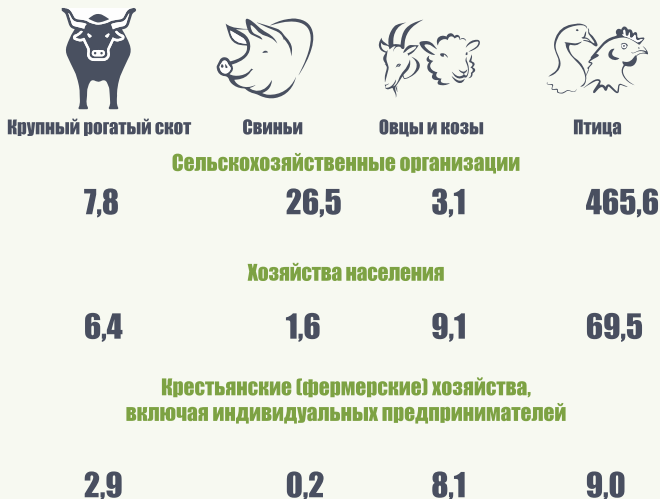 Крупный рогатый скот Свиньи Овцы и козы Птица
Сельскохозяйственные организации
7,8 26,5 3,1 465,6
Хозяйства населения
6,4 1,6 9,1 69,5
Крестьянские (фермерские) хозяйства,
включая индивидуальных предпринимателей
2,9 0,2 8,1 9,0